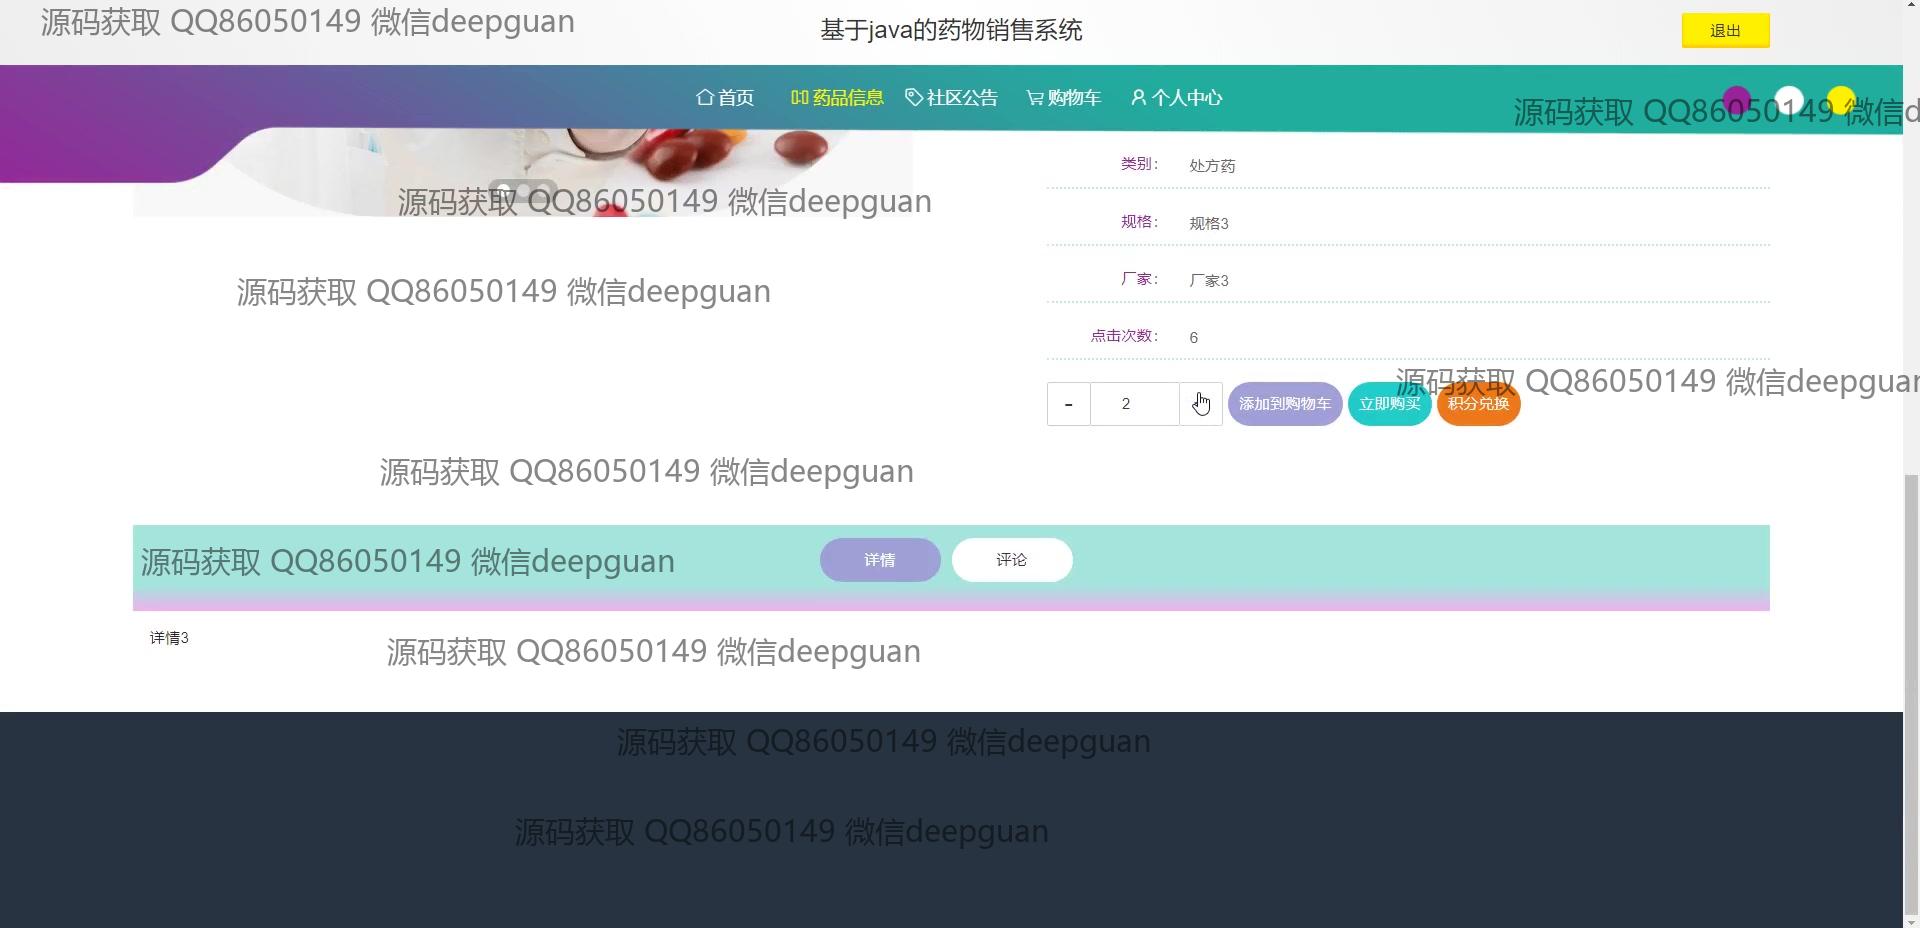 源码获取 QQ86050149 微信deepguan
基于java的药物销售系统
退出
首页 药品信息 社区公告 购物车 个人中心
源码获取 QQ86050149 微信d
类别： 处方药
源码获取 QQ86050149 微信deepguan
规格： 规格3
厂家： 厂家3
源码获取 QQ86050149 微信deepguan
点击次数： 6
源码获取 QQ86050149 微信deepguan
- 2 添加到购物车 立即购买 积分兑换
源码获取 QQ86050149 微信deepguan
源码获取 QQ86050149 微信deepguan
详情 评论
详情3
源码获取 QQ86050149 微信deepguan
源码获取 QQ86050149 微信deepguan
源码获取 QQ86050149 微信deepguan